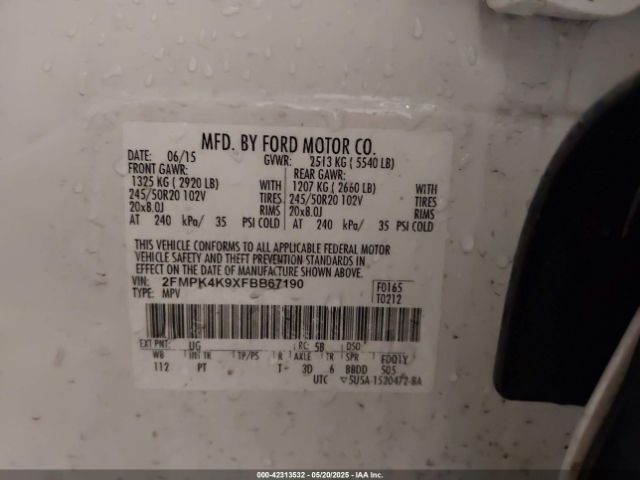 MFD. BY FORD MOTOR CO.
DATE: 06/15 GVWR: 2513 KG (5540 LB)
FRONT GAWR: REAR GAWR:
1325 KG (2920 LB) WITH 1207 KG (2660 LB) WITH
245/50R20 102V TIRES 245/50R20 102V TIRES
20x8.0J RIMS 20x8.0J RIMS
AT 240 kPa/ 35 PSI COLD AT 240 kPa/ 35 PSI COLD
THIS VEHICLE CONFORMS TO ALL APPLICABLE FEDERAL MOTOR
VEHICLE SAFETY AND THEFT PREVENTION STANDARDS IN
EFFECT ON THE DATE OF MANUFACTURE SHOWN ABOVE.
VIN: 2FMPK4K9XFBB67190 F0165
TYPE: MPV T0212
EXT PNT: UG RC: 5B DSO:
WB INT TR TP/PS R AXLE TR SPR
112 PT T- 3D 6 BBDD 505
UTC ▽5U5A-1520472-BA
000-42313532 - 05/20/2025 - IAA Inc.